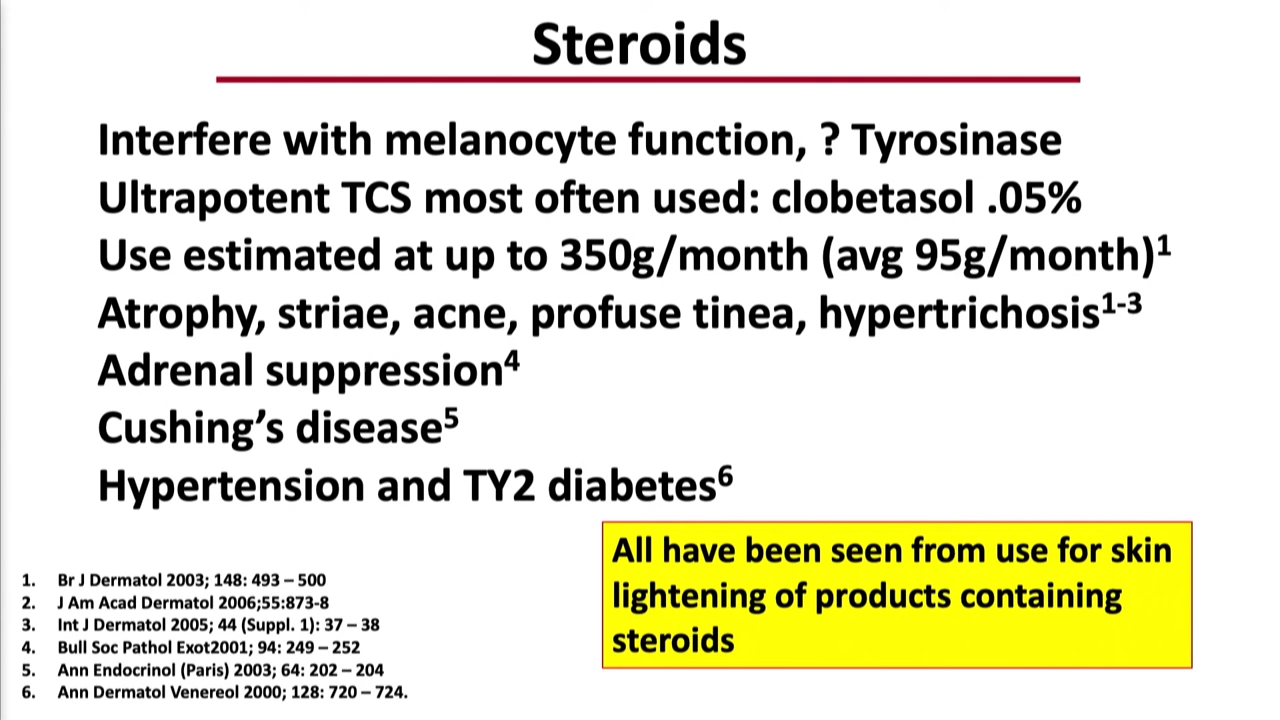 Steroids
Interfere with melanocyte function, ? Tyrosinase
Ultrapotent TCS most often used: clobetasol .05%
Use estimated at up to 350g/month (avg 95g/month)¹
Atrophy, striae, acne, profuse tinea, hypertrichosis¹⁻³
Adrenal suppression⁴
Cushing’s disease⁵
Hypertension and TY2 diabetes⁶
All have been seen from use for skin
lightening of products containing
steroids
1. Br J Dermatol 2003; 148: 493 – 500
2. J Am Acad Dermatol 2006;55:873-8
3. Int J Dermatol 2005; 44 (Suppl. 1): 37 – 38
4. Bull Soc Pathol Exot2001; 94: 249 – 252
5. Ann Endocrinol (Paris) 2003; 64: 202 – 204
6. Ann Dermatol Venereol 2000; 128: 720 – 724.